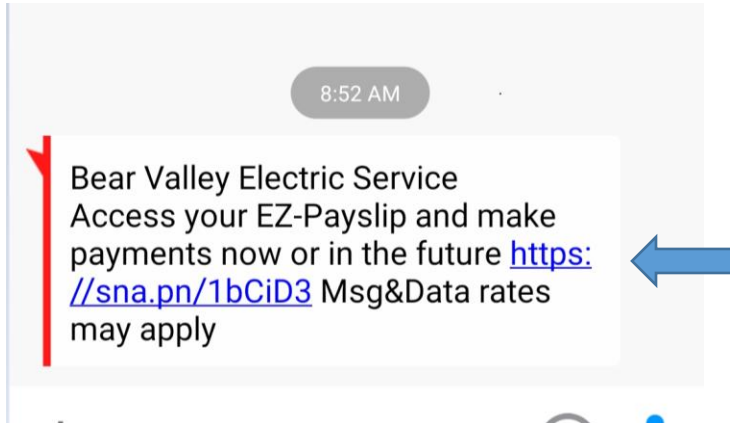 8:52 AM
Bear Valley Electric Service
Access your EZ-Payslip and make
payments now or in the future https:
//sna.pn/1bCiD3 Msg&Data rates
may apply